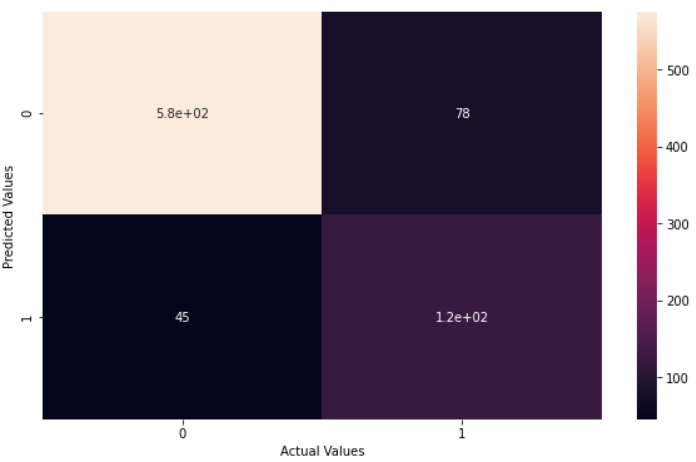 5.8e+02
78
45
1.2e+02
0
1
Predicted Values
0
1
Actual Values
500
400
300
200
100